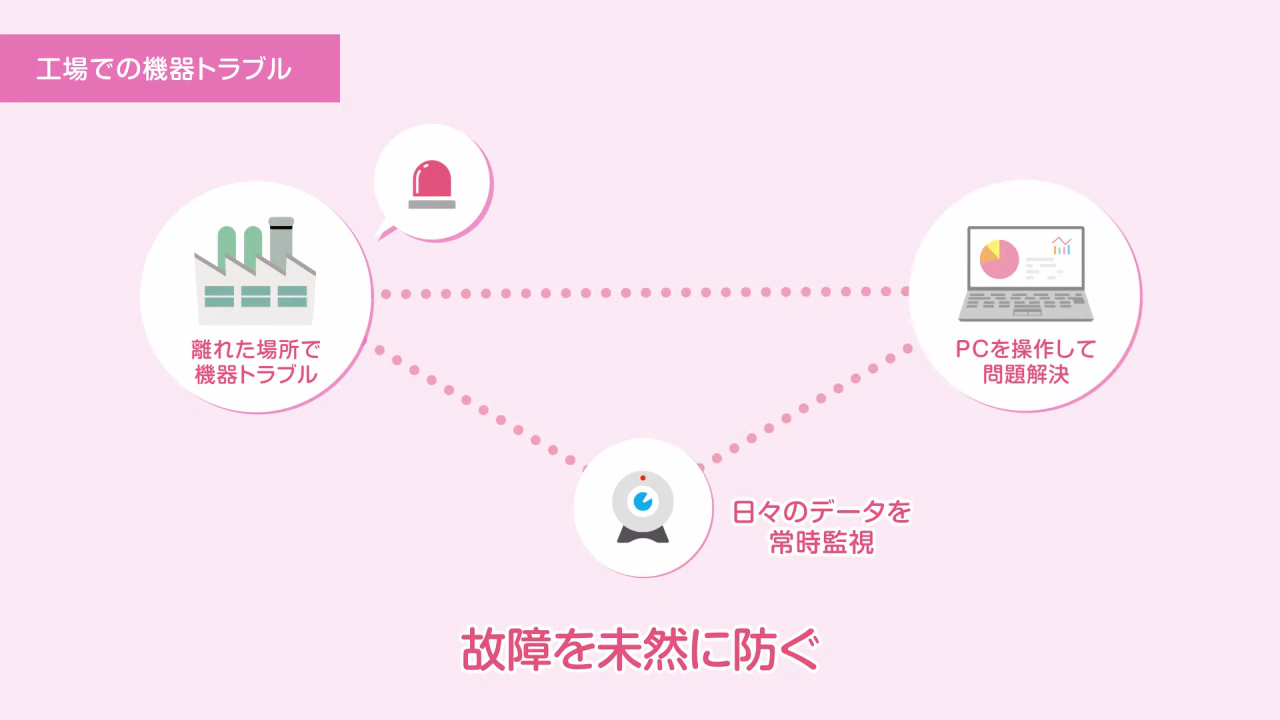 工場での機器トラブル
離れた場所で
機器トラブル
PCを操作して
問題解決
日々のデータを
常時監視
故障を未然に防ぐ